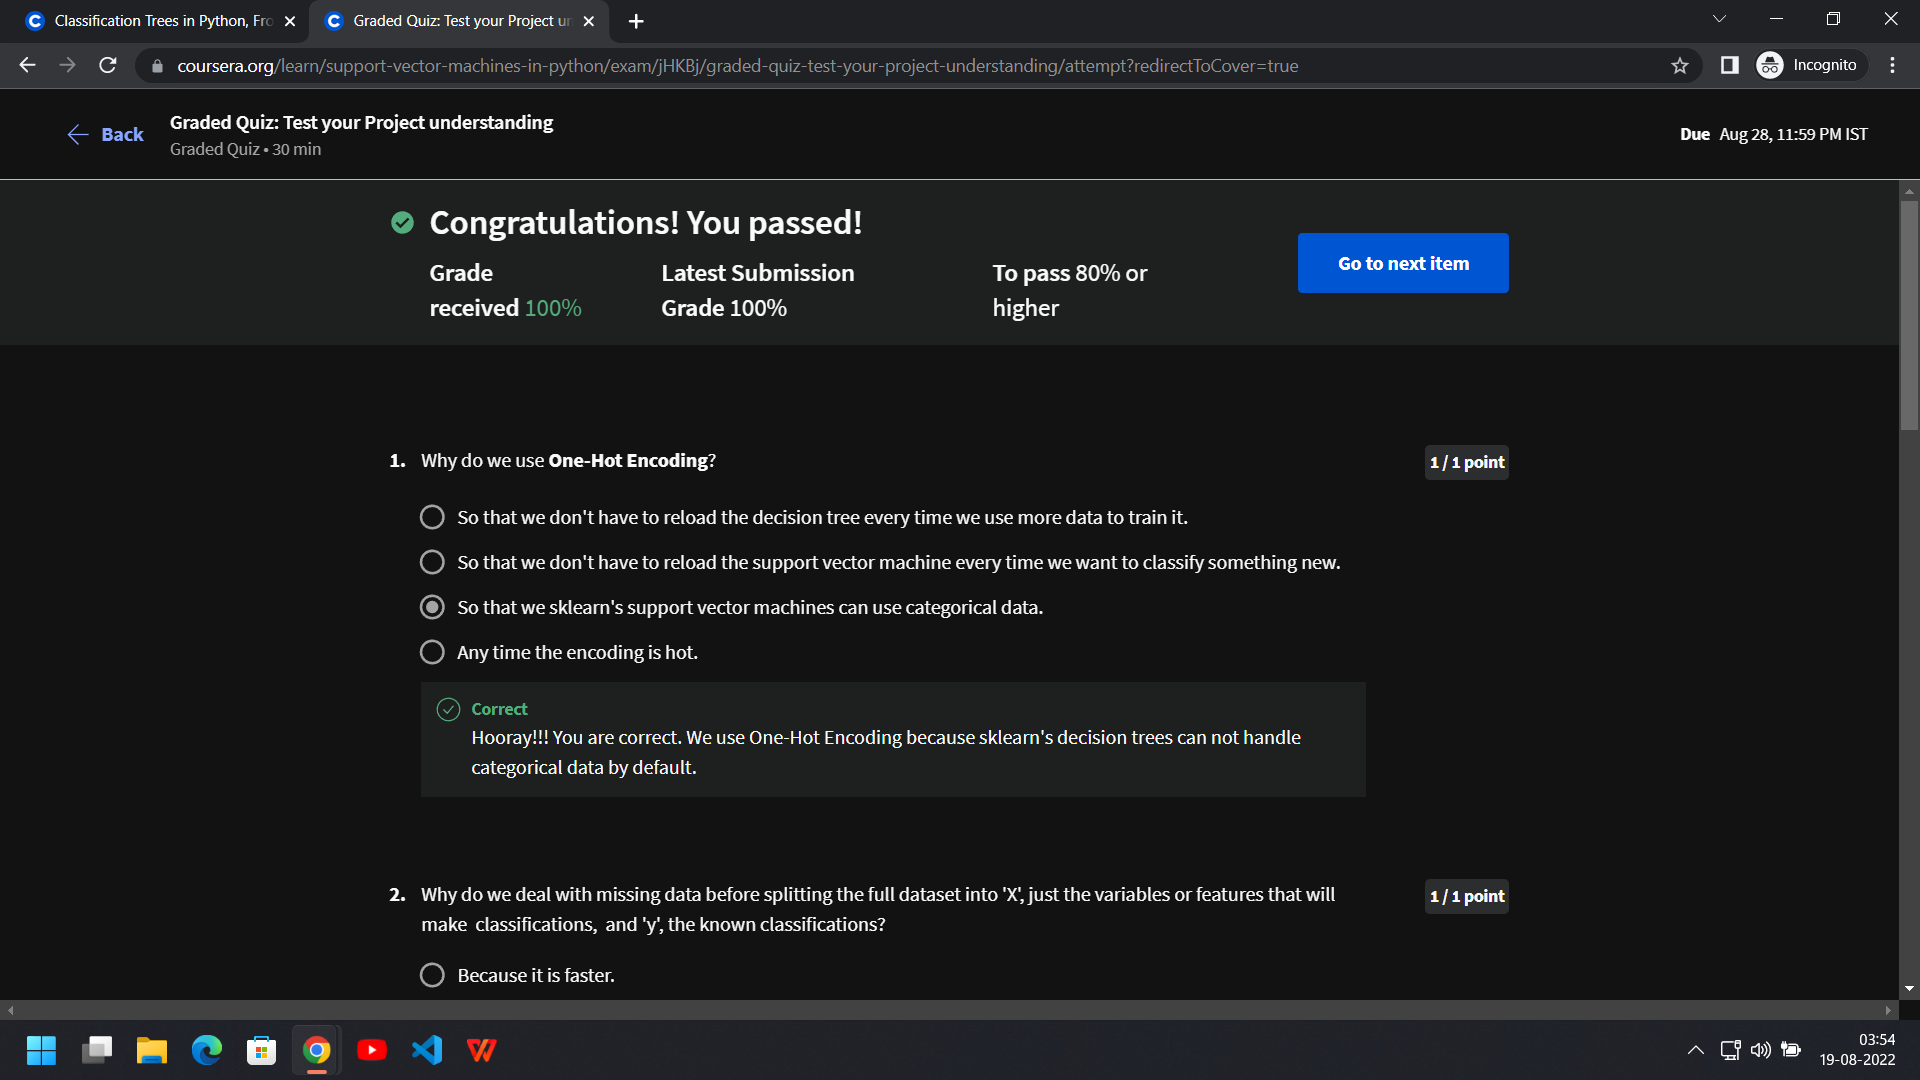 Classification Trees in Python, Fro
Graded Quiz: Test your Project un
coursera.org/learn/support-vector-machines-in-python/exam/jHKBj/graded-quiz-test-your-project-understanding/attempt?redirectToCover=true
Incognito
Back
Graded Quiz: Test your Project understanding
Graded Quiz • 30 min
Due Aug 28, 11:59 PM IST
Congratulations! You passed!
Grade
received 100%
Latest Submission
Grade 100%
To pass 80% or
higher
Go to next item
1. Why do we use One-Hot Encoding?
1 / 1 point
So that we don't have to reload the decision tree every time we use more data to train it.
So that we don't have to reload the support vector machine every time we want to classify something new.
So that we sklearn's support vector machines can use categorical data.
Any time the encoding is hot.
Correct
Hooray!!! You are correct. We use One-Hot Encoding because sklearn's decision trees can not handle
categorical data by default.
2. Why do we deal with missing data before splitting the full dataset into 'X', just the variables or features that will
make classifications, and 'y', the known classifications?
1 / 1 point
Because it is faster.
03:54
19-08-2022